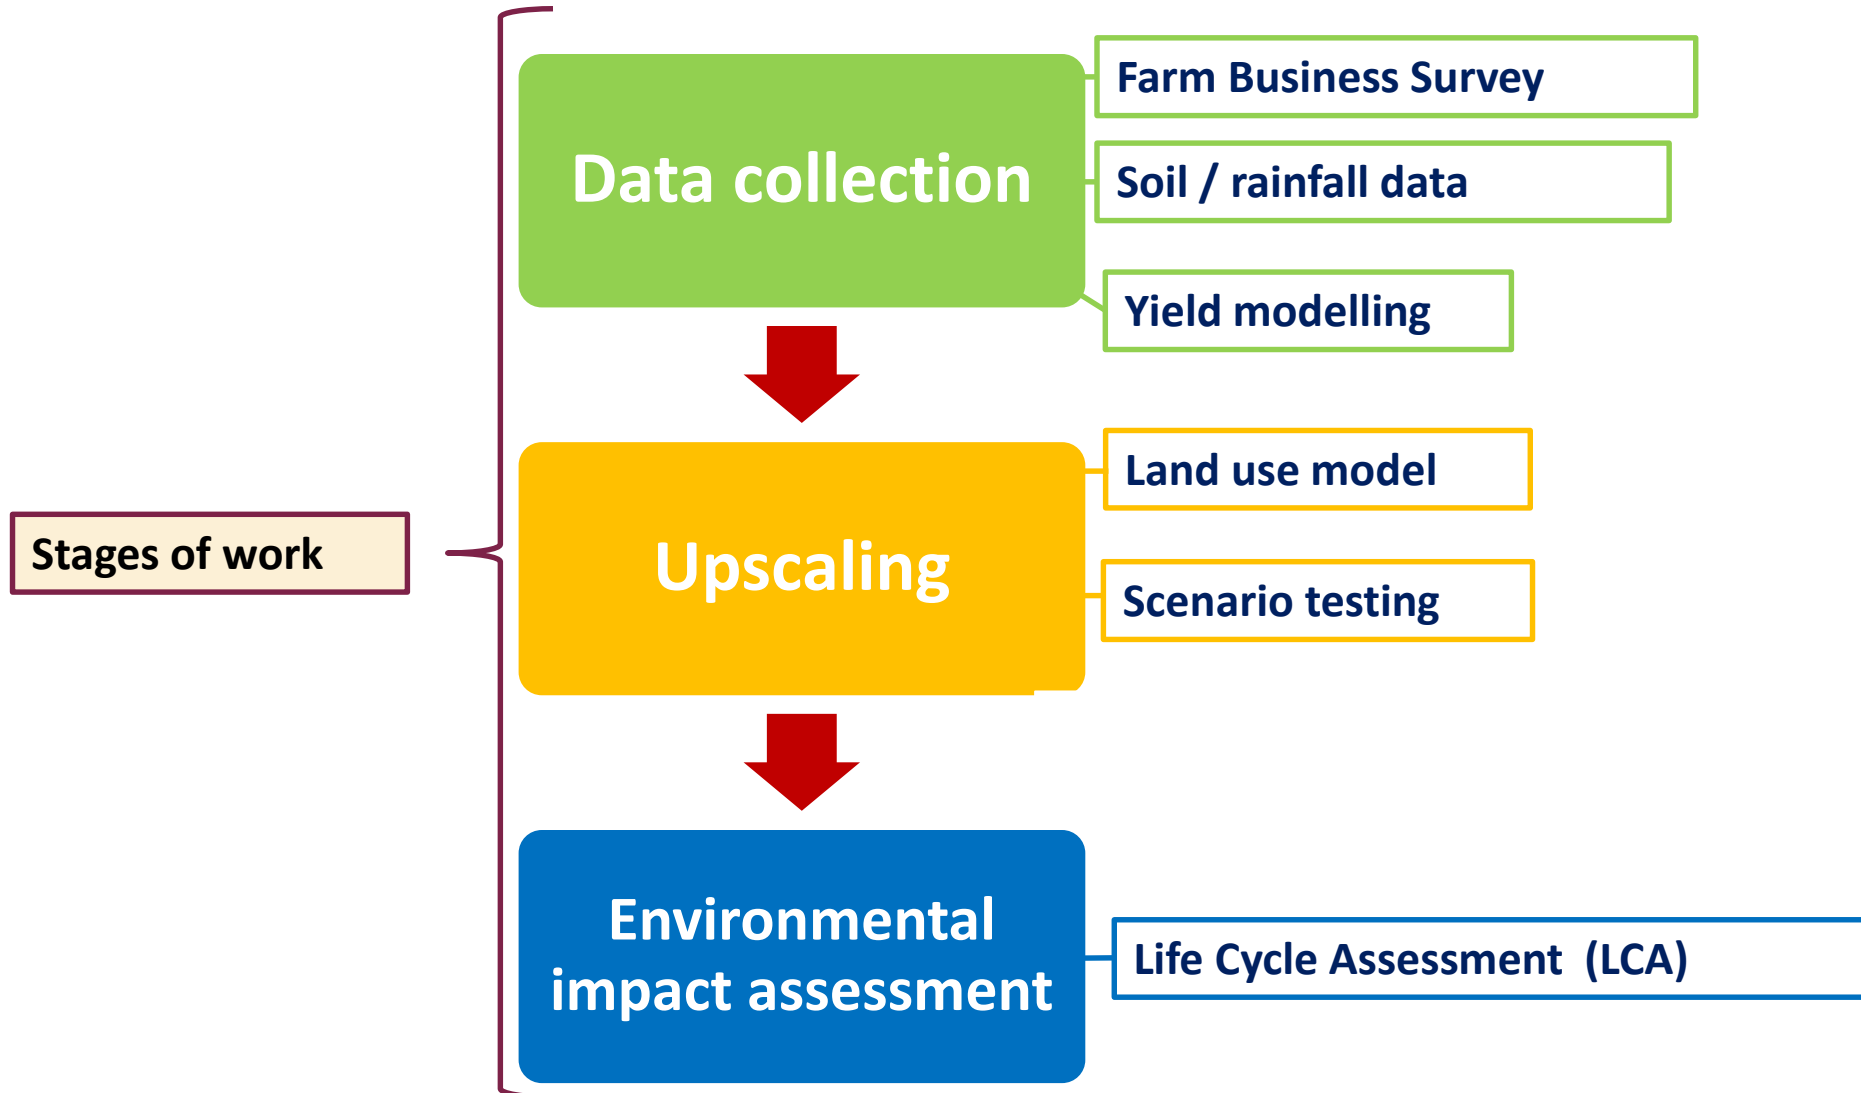 Stages of work
Data collection
Farm Business Survey
Soil / rainfall data
Yield modelling
Upscaling
Land use model
Scenario testing
Environmental
impact assessment
Life Cycle Assessment  (LCA)